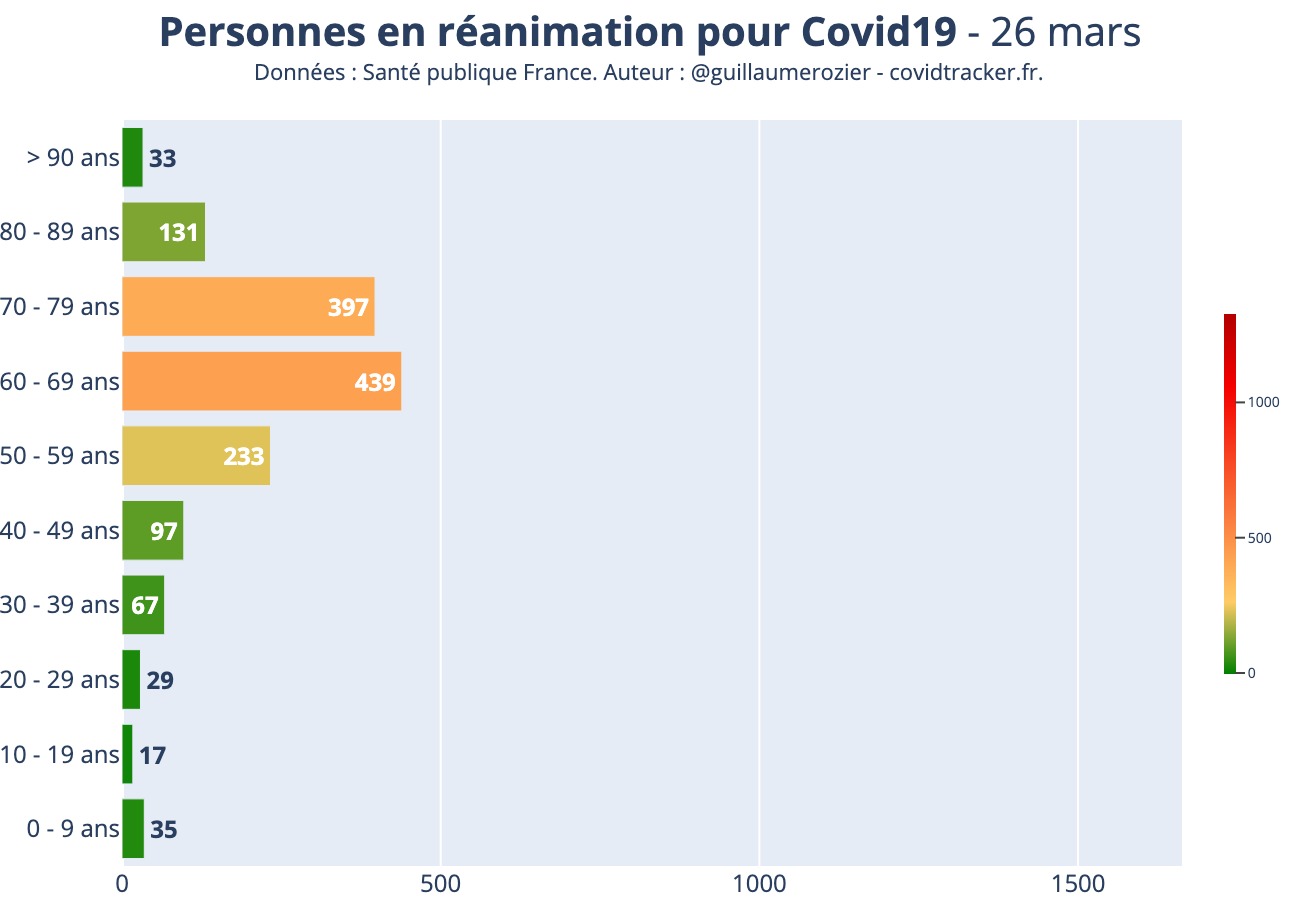 Personnes en réanimation pour Covid19 - 26 mars
Données : Santé publique France. Auteur : @guillaumerozier - covidtracker.fr.
> 90 ans 33
80 - 89 ans 131
70 - 79 ans 397
60 - 69 ans 439
50 - 59 ans 233
40 - 49 ans 97
30 - 39 ans 67
20 - 29 ans 29
10 - 19 ans 17
0 - 9 ans 35
0 500 1000 1500
1000
500
0